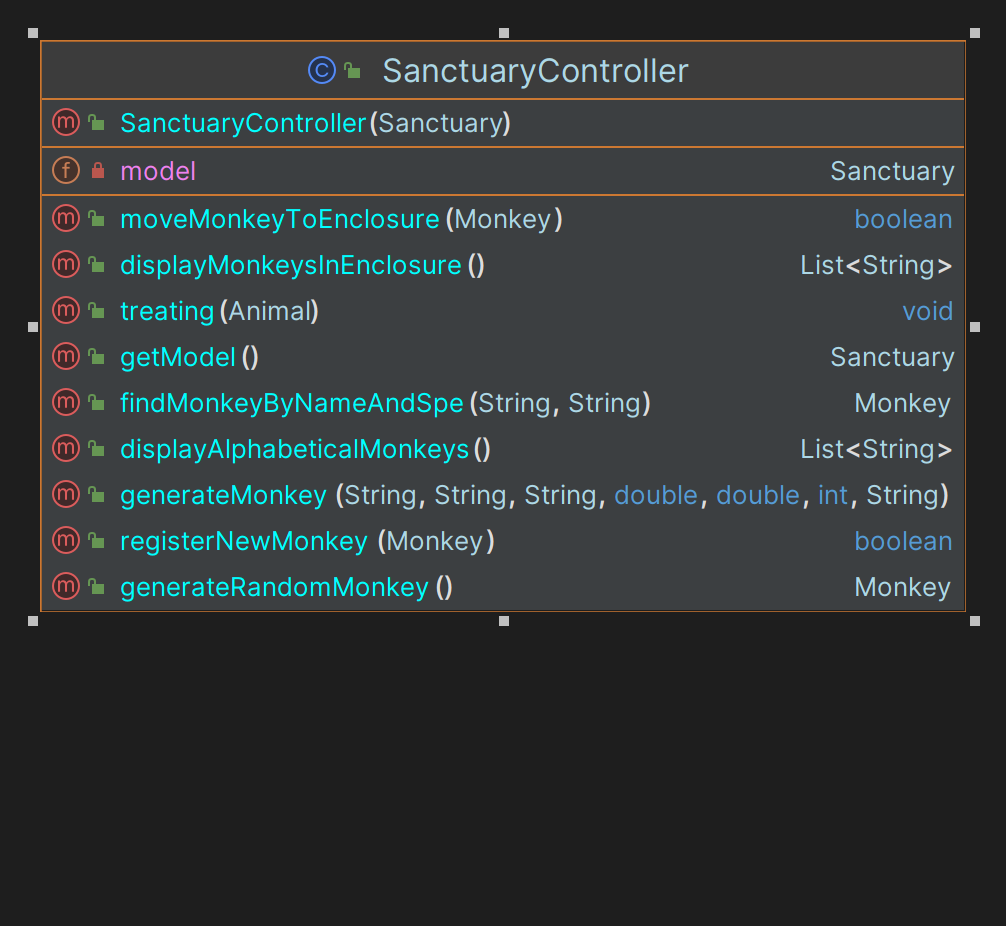 C SanctuaryController
m SanctuaryController(Sanctuary)
f model Sanctuary
m moveMonkeyToEnclosure(Monkey) boolean
m displayMonkeysInEnclosure() List<String>
m treating(Animal) void
m getModel() Sanctuary
m findMonkeyByNameAndSpe(String, String) Monkey
m displayAlphabeticalMonkeys() List<String>
m generateMonkey(String, String, String, double, double, int, String)
m registerNewMonkey(Monkey) boolean
m generateRandomMonkey() Monkey